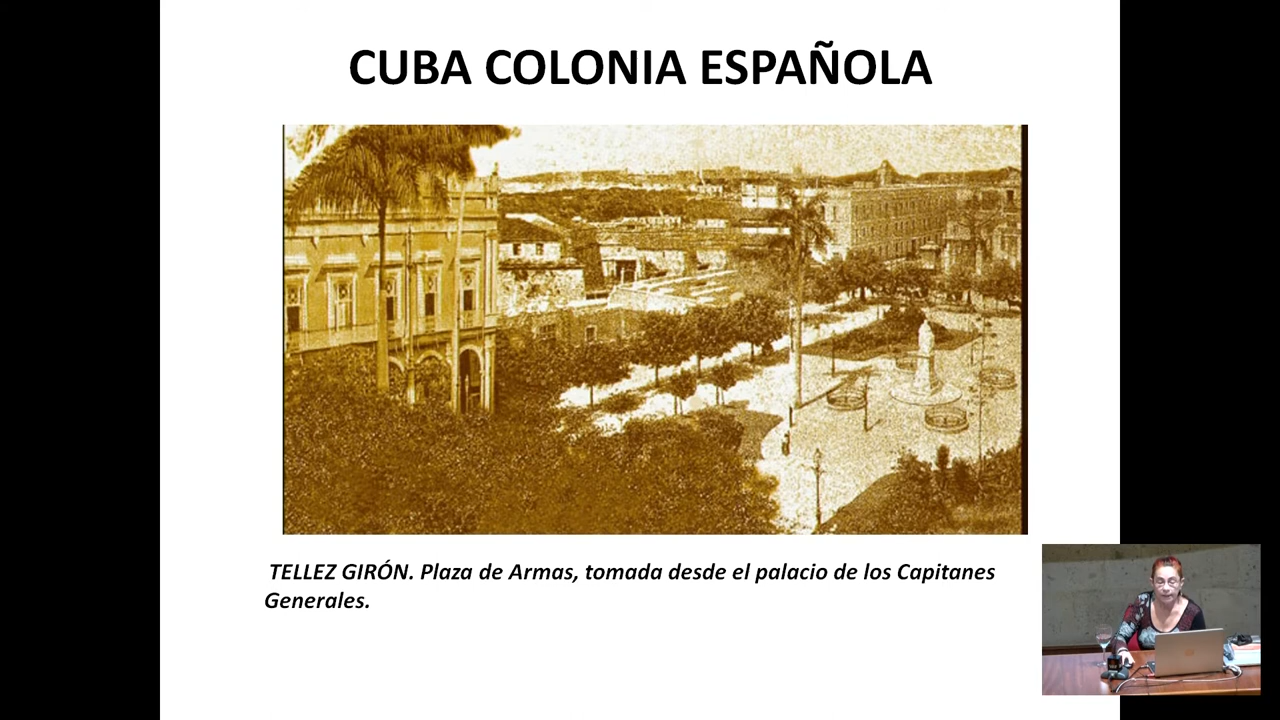 CUBA COLONIA ESPAÑOLA
TELLEZ GIRÓN. Plaza de Armas, tomada desde el palacio de los Capitanes
Generales.